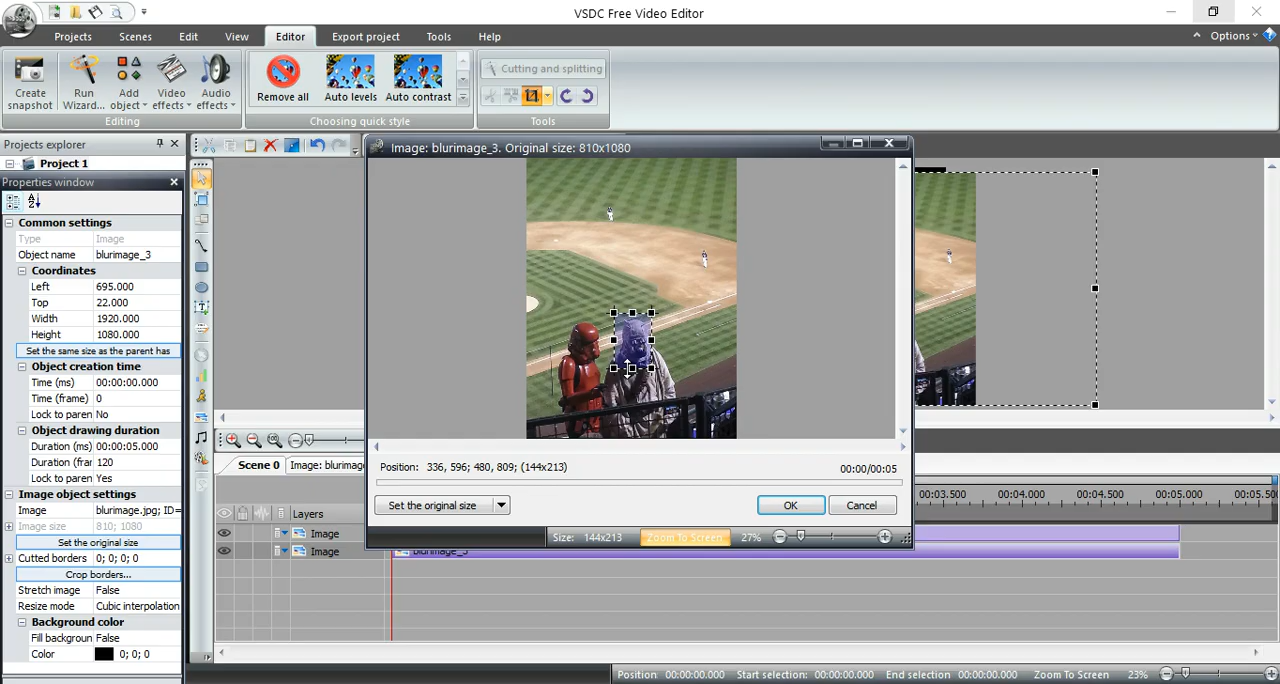 VSDC Free Video Editor
Projects Scenes Edit View Editor Export project Tools Help
Options
Create snapshot
Run Wizard...
Add object
Video effects
Audio effects
Editing
Remove all
Auto levels
Auto contrast
Choosing quick style
Cutting and splitting
Tools
Projects explorer
Project 1
Properties window
Common settings
Type Image
Object name blurimage_3
Coordinates
Left 695.000
Top 22.000
Width 1920.000
Height 1080.000
Set the same size as the parent has
Object creation time
Time (ms) 00:00:00.000
Time (frame) 0
Lock to paren No
Object drawing duration
Duration (ms) 00:00:05.000
Duration (frar 120
Lock to paren Yes
Image object settings
Image blurimage.jpg; ID=
Image size 810; 1080
Set the original size
Cutted borders 0; 0; 0; 0
Crop borders...
Stretch image False
Resize mode Cubic interpolation
Background color
Fill backgroun False
Color 0; 0; 0
Image: blurimage_3. Original size: 810x1080
Position: 336, 596; 480, 809; (144x213)
00:00/00:05
Set the original size
OK
Cancel
Size: 144x213 Zoom To Screen 27%
Scene 0
Image: blurimage
00:03.500 00:04.000 00:04.500 00:05.000 00:05.50
Layers
Image
Image
blurimage_3
Position 00:00:00.000 Start selection: 00:00:00.000 End selection 00:00:00.000 Zoom To Screen 23%